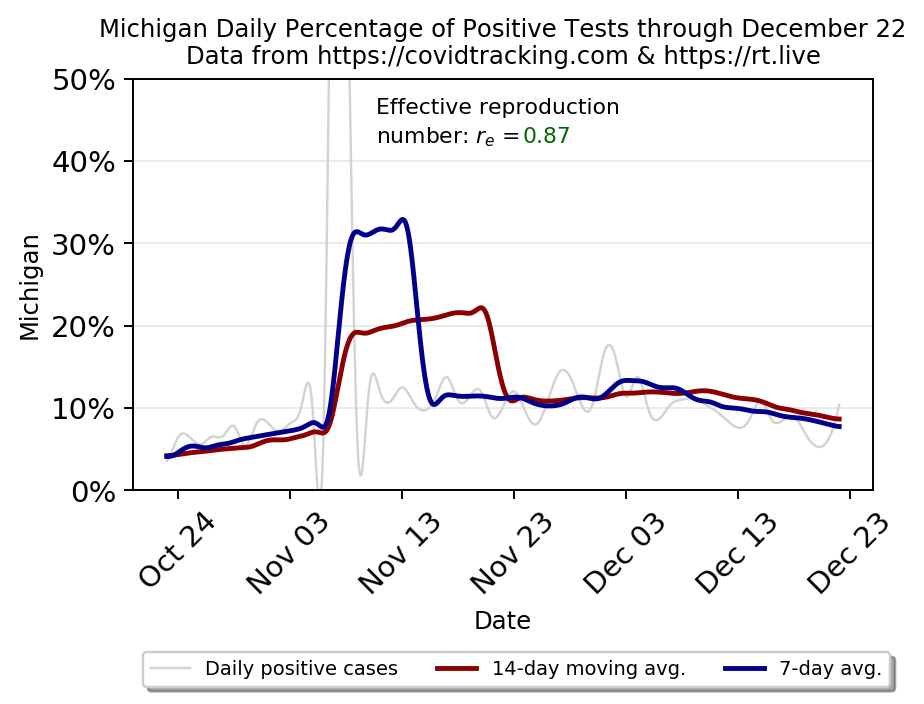 Michigan Daily Percentage of Positive Tests through December 22
Data from https://covidtracking.com & https://rt.live
50%
40%
30%
20%
10%
0%
Michigan
Effective reproduction
number: rₑ =0.87
Oct 24
Nov 03
Nov 13
Nov 23
Dec 03
Dec 13
Dec 23
Date
Daily positive cases
14-day moving avg.
7-day avg.